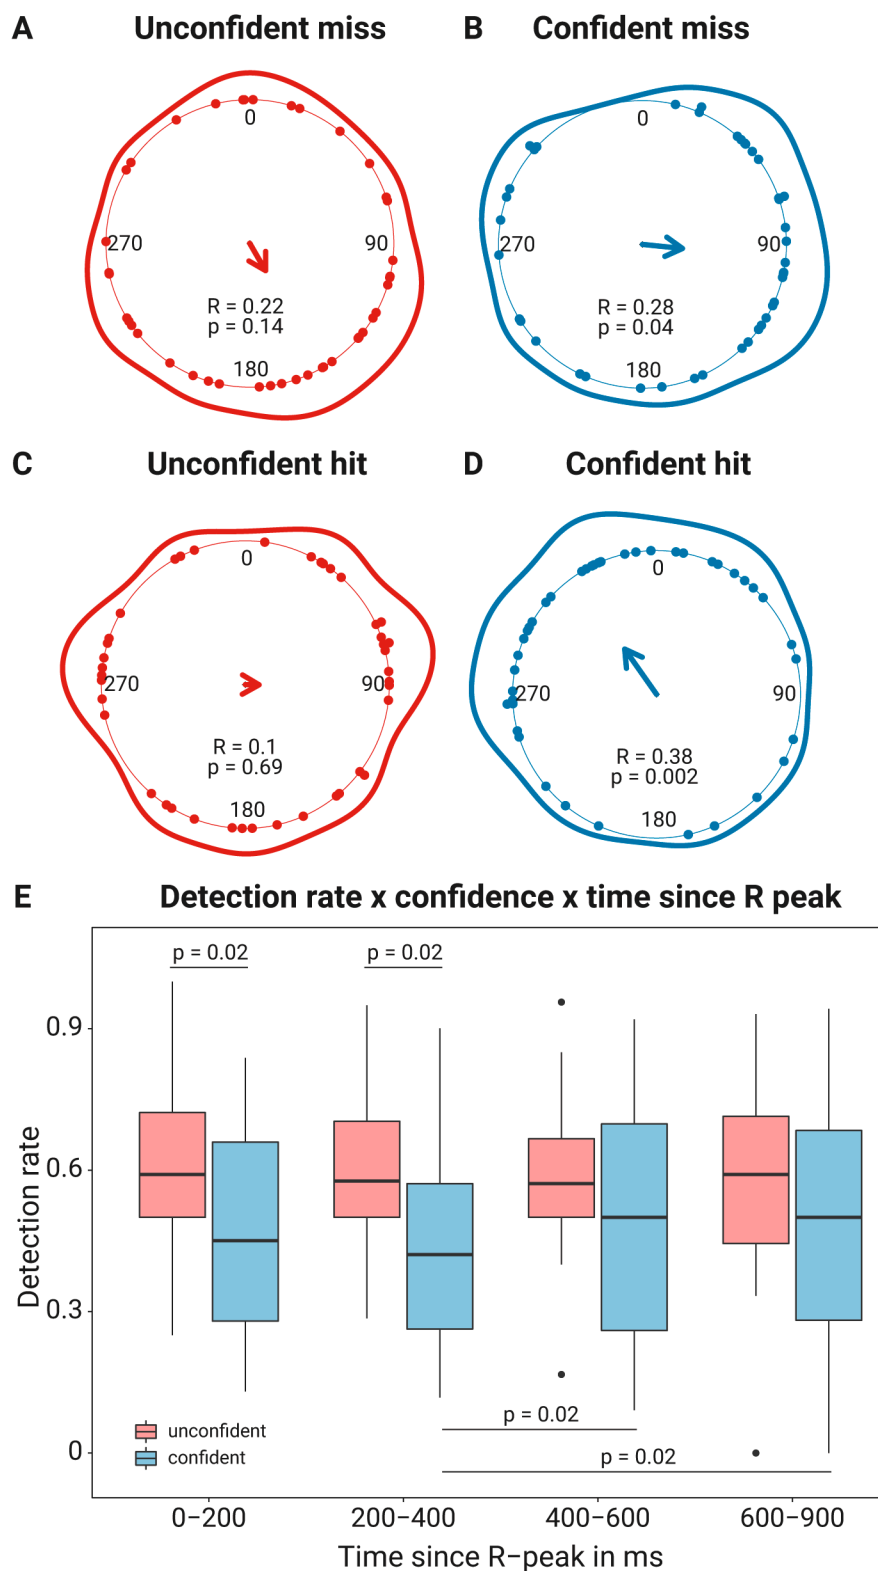 A Unconfident miss
B Confident miss
0
90
180
270
R = 0.22
p = 0.14
0
90
180
270
R = 0.28
p = 0.04
C Unconfident hit
D Confident hit
0
90
180
270
R = 0.1
p = 0.69
0
90
180
270
R = 0.38
p = 0.002
E Detection rate x confidence x time since R peak
p = 0.02
p = 0.02
0.9
0.6
0.3
0
Detection rate
unconfident
confident
p = 0.02
p = 0.02
0−200
200−400
400−600
600−900
Time since R−peak in ms